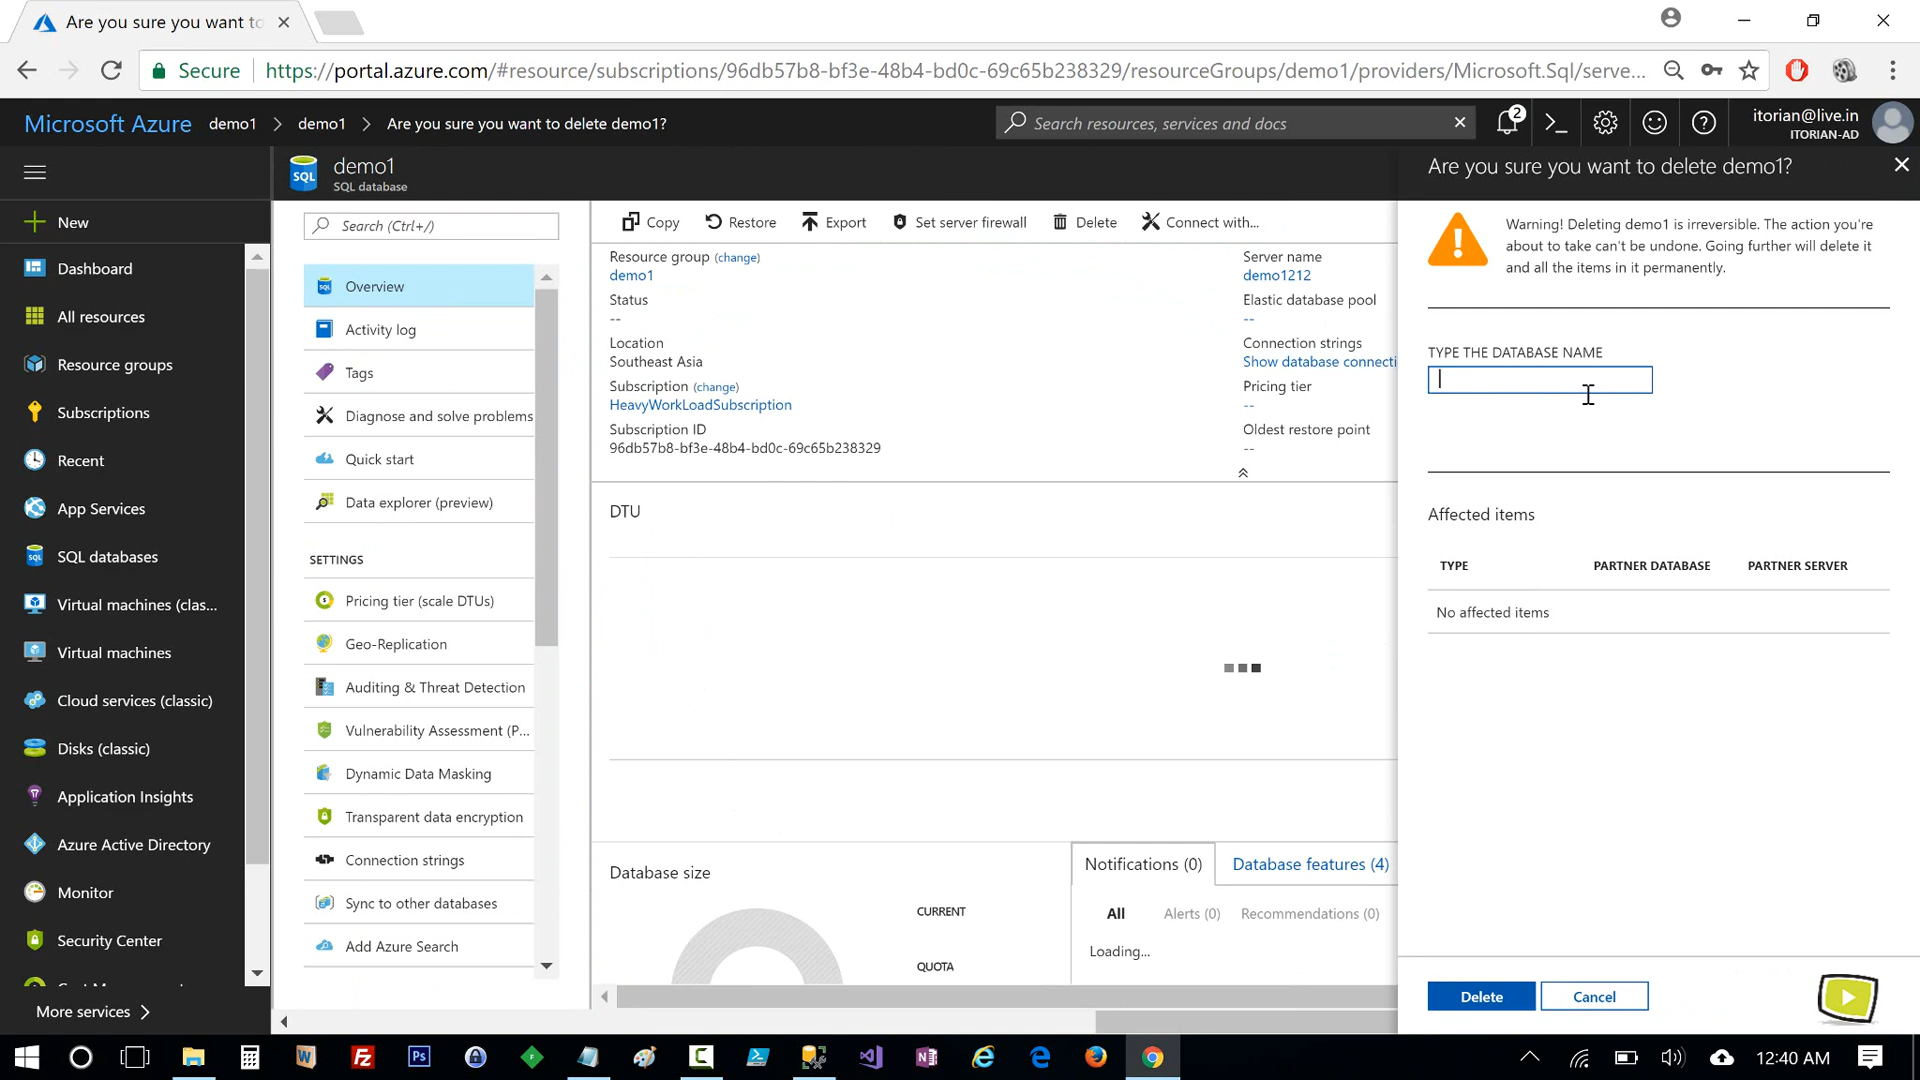 Are you sure you want to
Secure
https://portal.azure.com/#resource/subscriptions/96db57b8-bf3e-48b4-bd0c-69c65b238329/resourceGroups/demo1/providers/Microsoft.Sql/serve...
Microsoft Azure demo1 > demo1 > Are you sure you want to delete demo1?
Search resources, services and docs
2
itorian@live.in
ITORIAN-AD
New
Dashboard
All resources
Resource groups
Subscriptions
Recent
App Services
SQL databases
Virtual machines (clas...
Virtual machines
Cloud services (classic)
Disks (classic)
Application Insights
Azure Active Directory
Monitor
Security Center
More services
SQL
demo1
SQL database
Search (Ctrl+/)
Overview
Activity log
Tags
Diagnose and solve problems
Quick start
Data explorer (preview)
SETTINGS
Pricing tier (scale DTUs)
Geo-Replication
Auditing & Threat Detection
Vulnerability Assessment (P...
Dynamic Data Masking
Transparent data encryption
Connection strings
Sync to other databases
Add Azure Search
Copy Restore Export Set server firewall Delete Connect with...
Resource group (change)
demo1
Status
--
Location
Southeast Asia
Subscription (change)
HeavyWorkLoadSubscription
Subscription ID
96db57b8-bf3e-48b4-bd0c-69c65b238329
Server name
demo1212
Elastic database pool
--
Connection strings
Show database connecti
Pricing tier
--
Oldest restore point
--
DTU
Database size
CURRENT
QUOTA
Notifications (0) Database features (4)
All Alerts (0) Recommendations (0)
Loading...
Are you sure you want to delete demo1?
Warning! Deleting demo1 is irreversible. The action you're
about to take can't be undone. Going further will delete it
and all the items in it permanently.
TYPE THE DATABASE NAME
Affected items
TYPE PARTNER DATABASE PARTNER SERVER
No affected items
Delete Cancel
12:40 AM